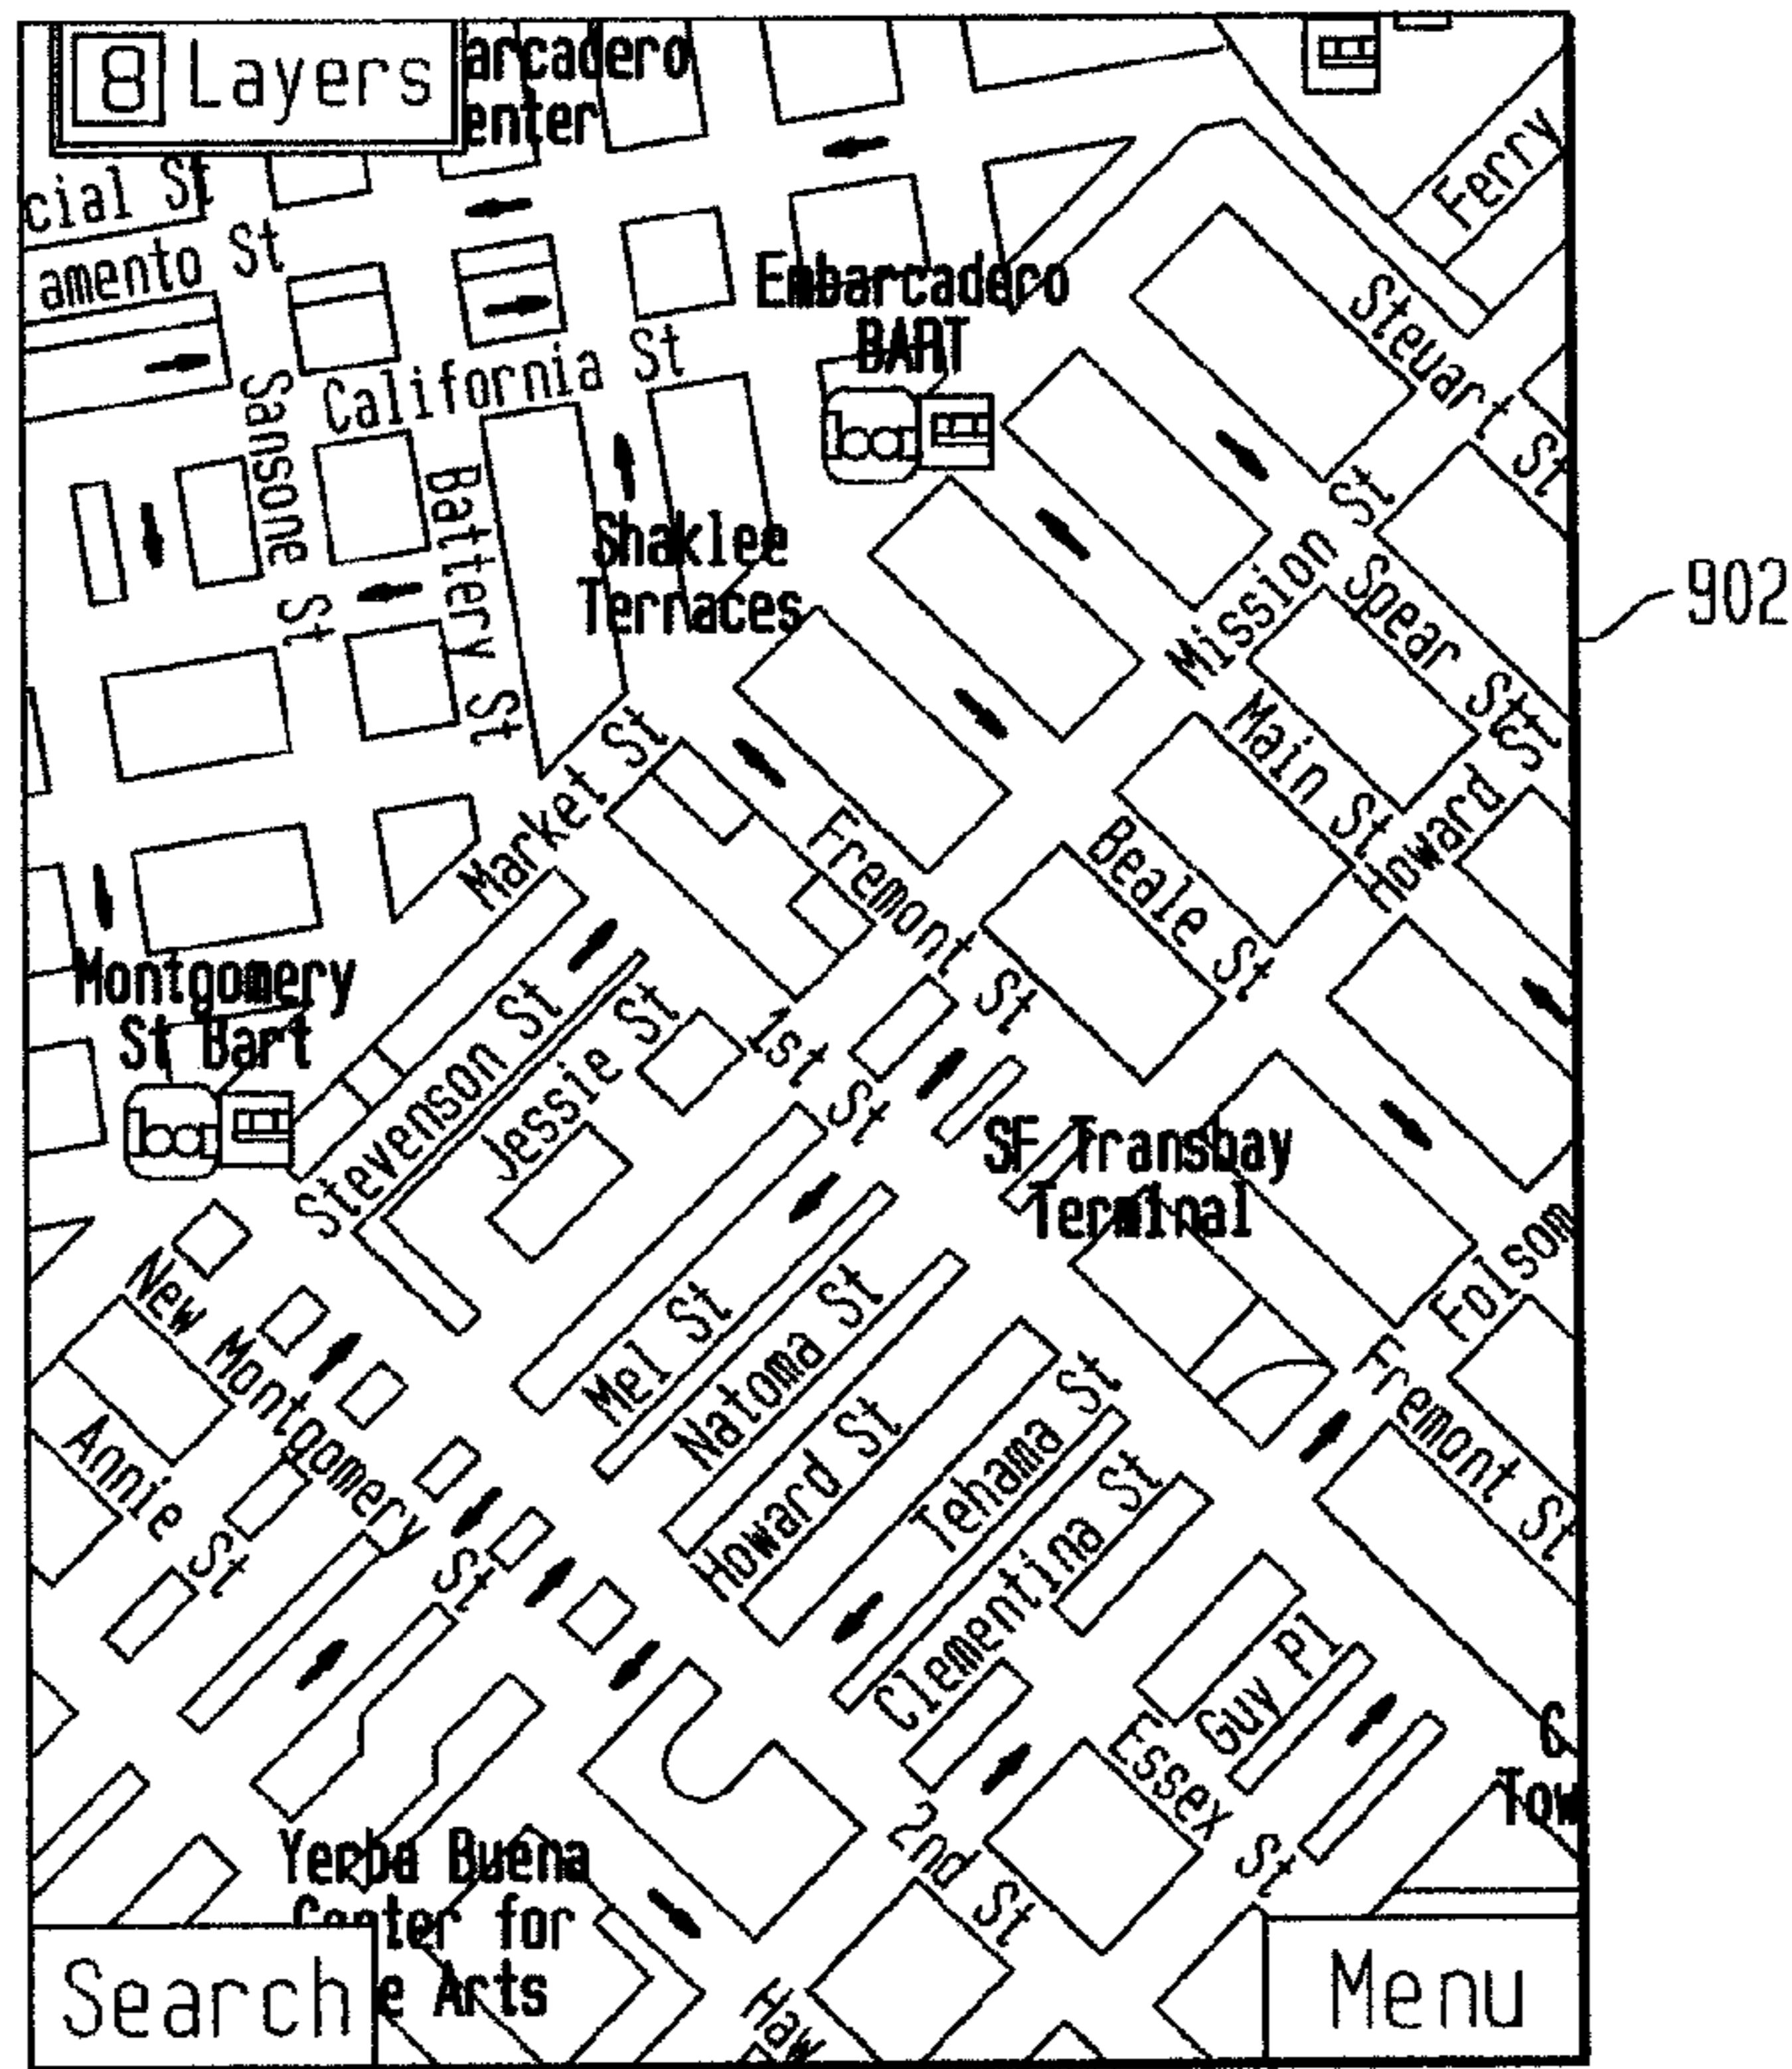 8 Layers
arcadero
enter
Ferry
cial St
amento St
Embarcadero
BART
Steuart St
California St
Sansone St
Battery St
Shaklee
Terraces
902
Mission St
Spear St
Main St
Howard St
Market St
Fremont St
Beale St
Montgomery
St Bart
Stevenson St
Jessie St
1st St
SF Transbay
Terminal
Folsom
New Montgomery St
Mel St
Natoma St
Howard St
Tehama St
Clementina St
Fremont St
Annie St
Guy Pl
Essex St
2nd St
Tow
Yerba Buena
Center for
e Arts
Haw
Search
Menu